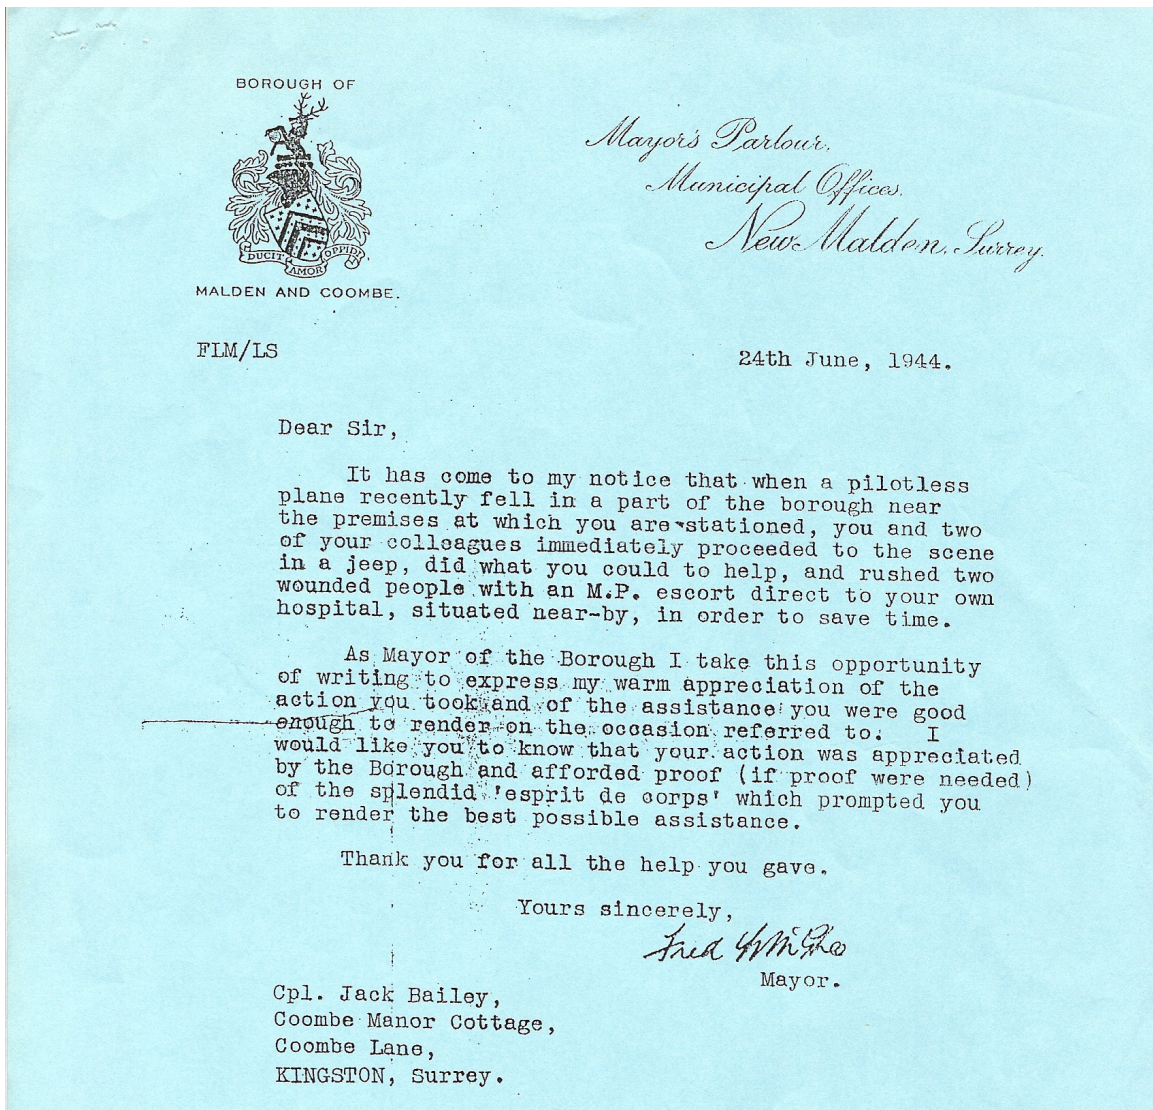 BOROUGH OF
DUCIT AMOR OPPIDI
MALDEN AND COOMBE.
Mayor's Parlour,
Municipal Offices,
New Malden, Surrey.
FLM/LS
24th June, 1944.
Dear Sir,
It has come to my notice that when a pilotless
plane recently fell in a part of the borough near
the premises at which you are stationed, you and two
of your colleagues immediately proceeded to the scene
in a jeep, did what you could to help, and rushed two
wounded people with an M.P. escort direct to your own
hospital, situated near-by, in order to save time.
As Mayor of the Borough I take this opportunity
of writing to express my warm appreciation of the
action you took and of the assistance you were good
enough to render on the occasion referred to. I
would like you to know that your action was appreciated
by the Borough and afforded proof (if proof were needed)
of the splendid 'esprit de corps' which prompted you
to render the best possible assistance.
Thank you for all the help you gave.
Yours sincerely,
Fred
Mayor.
Cpl. Jack Bailey,
Coombe Manor Cottage,
Coombe Lane,
KINGSTON, Surrey.